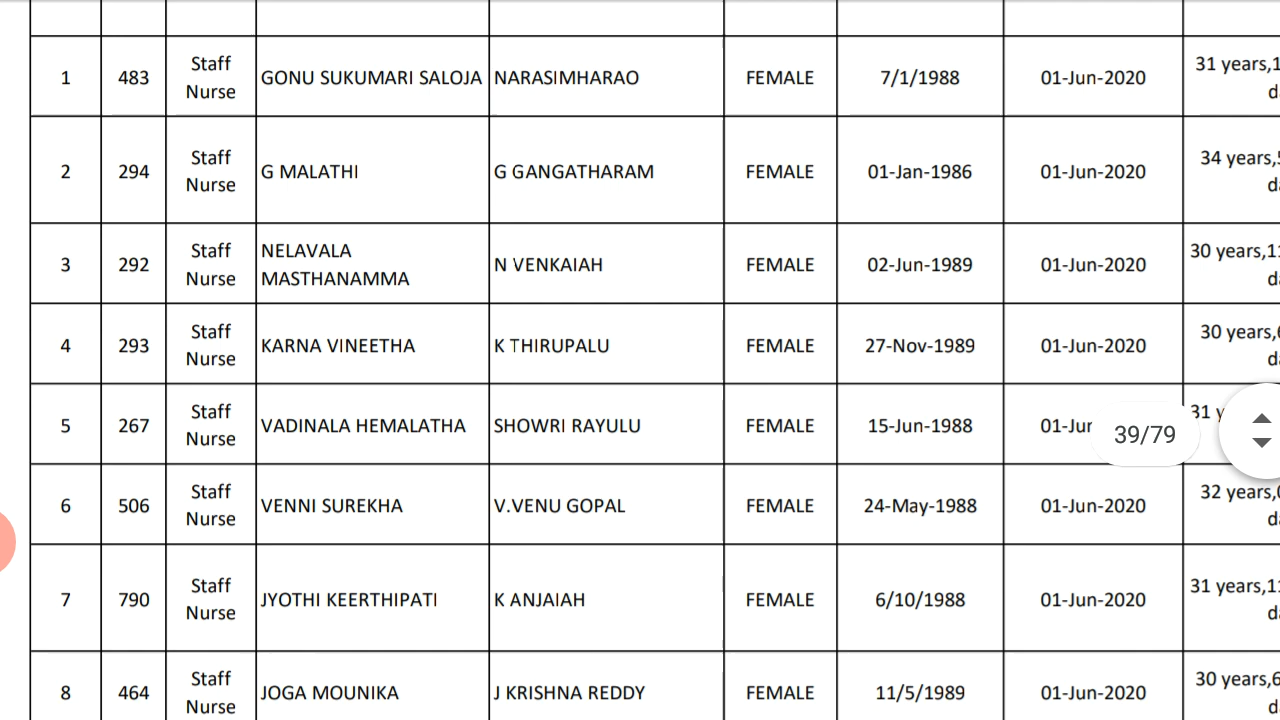 1 483 Staff Nurse GONU SUKUMARI SALOJA NARASIMHARAO FEMALE 7/1/1988 01-Jun-2020 31 years,1
2 294 Staff Nurse G MALATHI G GANGATHARAM FEMALE 01-Jan-1986 01-Jun-2020 34 years,5
3 292 Staff Nurse NELAVALA MASTHANAMMA N VENKAIAH FEMALE 02-Jun-1989 01-Jun-2020 30 years,11
4 293 Staff Nurse KARNA VINEETHA K THIRUPALU FEMALE 27-Nov-1989 01-Jun-2020 30 years,6
5 267 Staff Nurse VADINALA HEMALATHA SHOWRI RAYULU FEMALE 15-Jun-1988 01-Jun 31 y
39/79
6 506 Staff Nurse VENNI SUREKHA V.VENU GOPAL FEMALE 24-May-1988 01-Jun-2020 32 years,0
7 790 Staff Nurse JYOTHI KEERTHIPATI K ANJAIAH FEMALE 6/10/1988 01-Jun-2020 31 years,11
8 464 Staff Nurse JOGA MOUNIKA J KRISHNA REDDY FEMALE 11/5/1989 01-Jun-2020 30 years,6